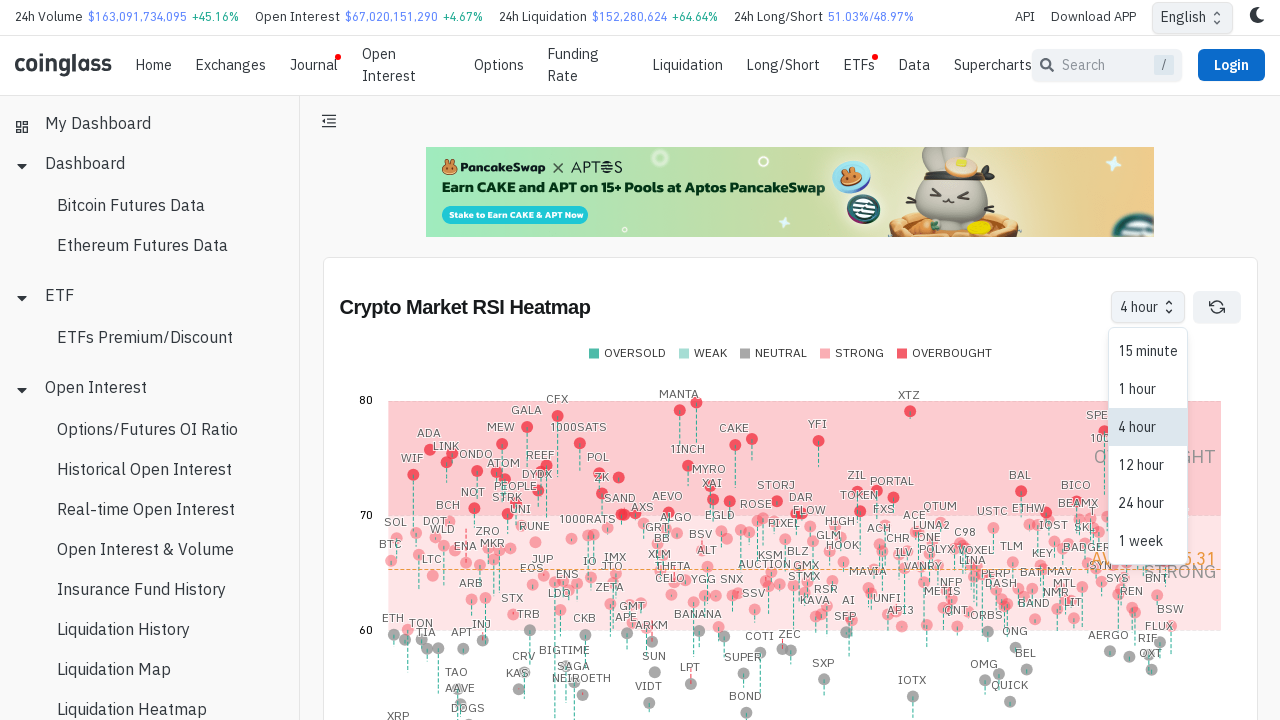 24h Volume $163,091,734,095 +45.16% Open Interest $67,020,151,290 +4.67% 24h Liquidation $152,280,624 +64.64% 24h Long/Short 51.03%/48.97% API Download APP English
coinglass Home Exchanges Journal Open Interest Options Funding Rate Liquidation Long/Short ETFs Data Supercharts Search / Login
My Dashboard
Dashboard
Bitcoin Futures Data
Ethereum Futures Data
ETF
ETFs Premium/Discount
Open Interest
Options/Futures OI Ratio
Historical Open Interest
Real-time Open Interest
Open Interest & Volume
Insurance Fund History
Liquidation History
Liquidation Map
Liquidation Heatmap
PancakeSwap × APTOS
Earn CAKE and APT on 15+ Pools at Aptos PancakeSwap
Stake to Earn CAKE & APT Now
Crypto Market RSI Heatmap
4 hour
15 minute
1 hour
4 hour
12 hour
24 hour
1 week
OVERSOLD WEAK NEUTRAL STRONG OVERBOUGHT
80
CFX MANTA XTZ
GALA
ADA MEW 1000SATS CAKE YFI
LINK
WIF ONDO ATOM REEF POL 1INCH
DYDX ZK MYRO ZIL BAL
NOT PEOPLE XAI STORJ PORTAL BICO
STRK SAND AEVO DAR TOKEN
BCH UNI AXS ROSE FXS QTUM ETHW BEAMX
70
SOL DOT 1000RATS ALGO EGLD FLOW ACE USTC
WLD ZRO RUNE GRT PIXEL HIGH ACH LUNA2 IOST
BTC ENA MKR BB BSV GLM CHR DNE C98
LTC JUP IO IMX XLM ALT KSM BLZ HOOK ILV POLYX VOXEL TLM KEY BADGER
EOS JTO THETA AUCTION GMX MAVIA VANRY LINA STRONG
ARB ENS ZETA CELO YGG SNX STMX NFP PERP BAT MAV SYS BNT
STX LDO SSV RSR METIS DASH MTL NMR REN
TRB GMT BANANA KAVA AI UNFI CNT BAND LIT BSW
60
ETH TON INJ CKB APE SFP API3 ORBS
TIA APT ARKM COTI ZEC ONG AERGO FLUX
CRV BIGTIME SUN SUPER BEL RIF
TAO KAS SAGA LPT SXP OMG OXT
AAVE NEIROETH VIDT BOND IOTX QUICK
XRP DOGS